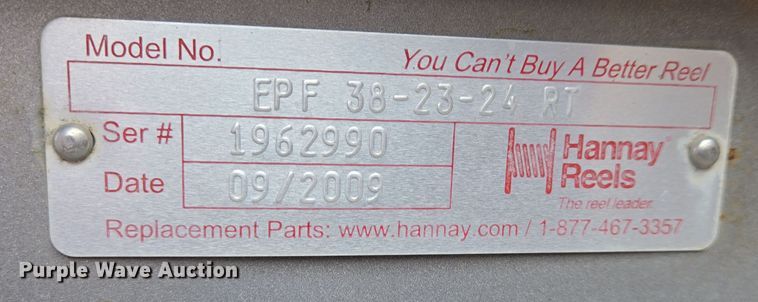 Model No.
You Can't Buy A Better Reel
EPF 38-23-24 RT
Ser # 1962990
Date 09/2009
Hannay
Reels
The reel leader.
Replacement Parts: www.hannay.com / 1-877-467-3357
Purple Wave Auction